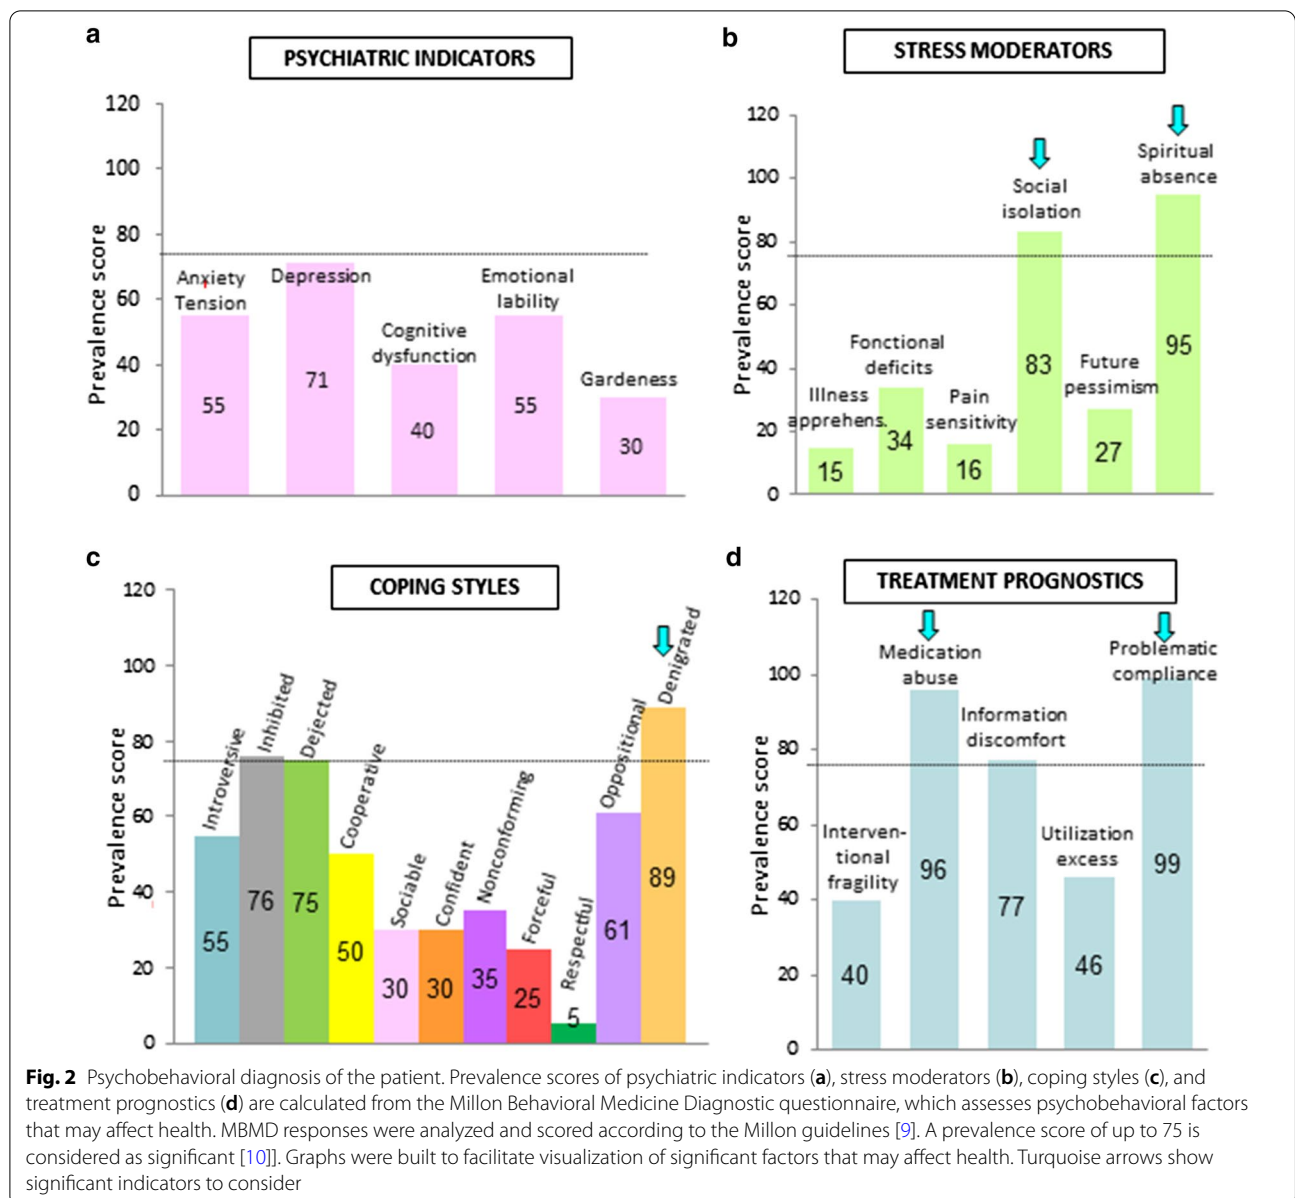 a
PSYCHIATRIC INDICATORS
120
100
80
60
40
20
0
Prevalence score
Anxiety
Tension
Depression
Cognitive
dysfunction
Emotional
lability
Gardeness
55
71
40
55
30
b
STRESS MODERATORS
120
100
80
60
40
20
0
Prevalence score
Illness
apprehens.
Fonctional
deficits
Pain
sensitivity
Social
isolation
Future
pessimism
Spiritual
absence
15
34
16
83
27
95
c
COPING STYLES
120
100
80
60
40
20
0
Prevalence score
Introversive
Inhibited
Dejected
Cooperative
Sociable
Confident
Nonconforming
Forceful
Respectful
Oppositional
Denigrated
55
76
75
50
30
30
35
25
5
61
89
d
TREATMENT PROGNOSTICS
120
100
80
60
40
20
0
Prevalence score
Interven-
tional
fragility
Medication
abuse
Information
discomfort
Utilization
excess
Problematic
compliance
40
96
77
46
99
Fig. 2 Psychobehavioral diagnosis of the patient. Prevalence scores of psychiatric indicators (a), stress moderators (b), coping styles (c), and
treatment prognostics (d) are calculated from the Millon Behavioral Medicine Diagnostic questionnaire, which assesses psychobehavioral factors
that may affect health. MBMD responses were analyzed and scored according to the Millon guidelines [9]. A prevalence score of up to 75 is
considered as significant [10]]. Graphs were built to facilitate visualization of significant factors that may affect health. Turquoise arrows show
significant indicators to consider